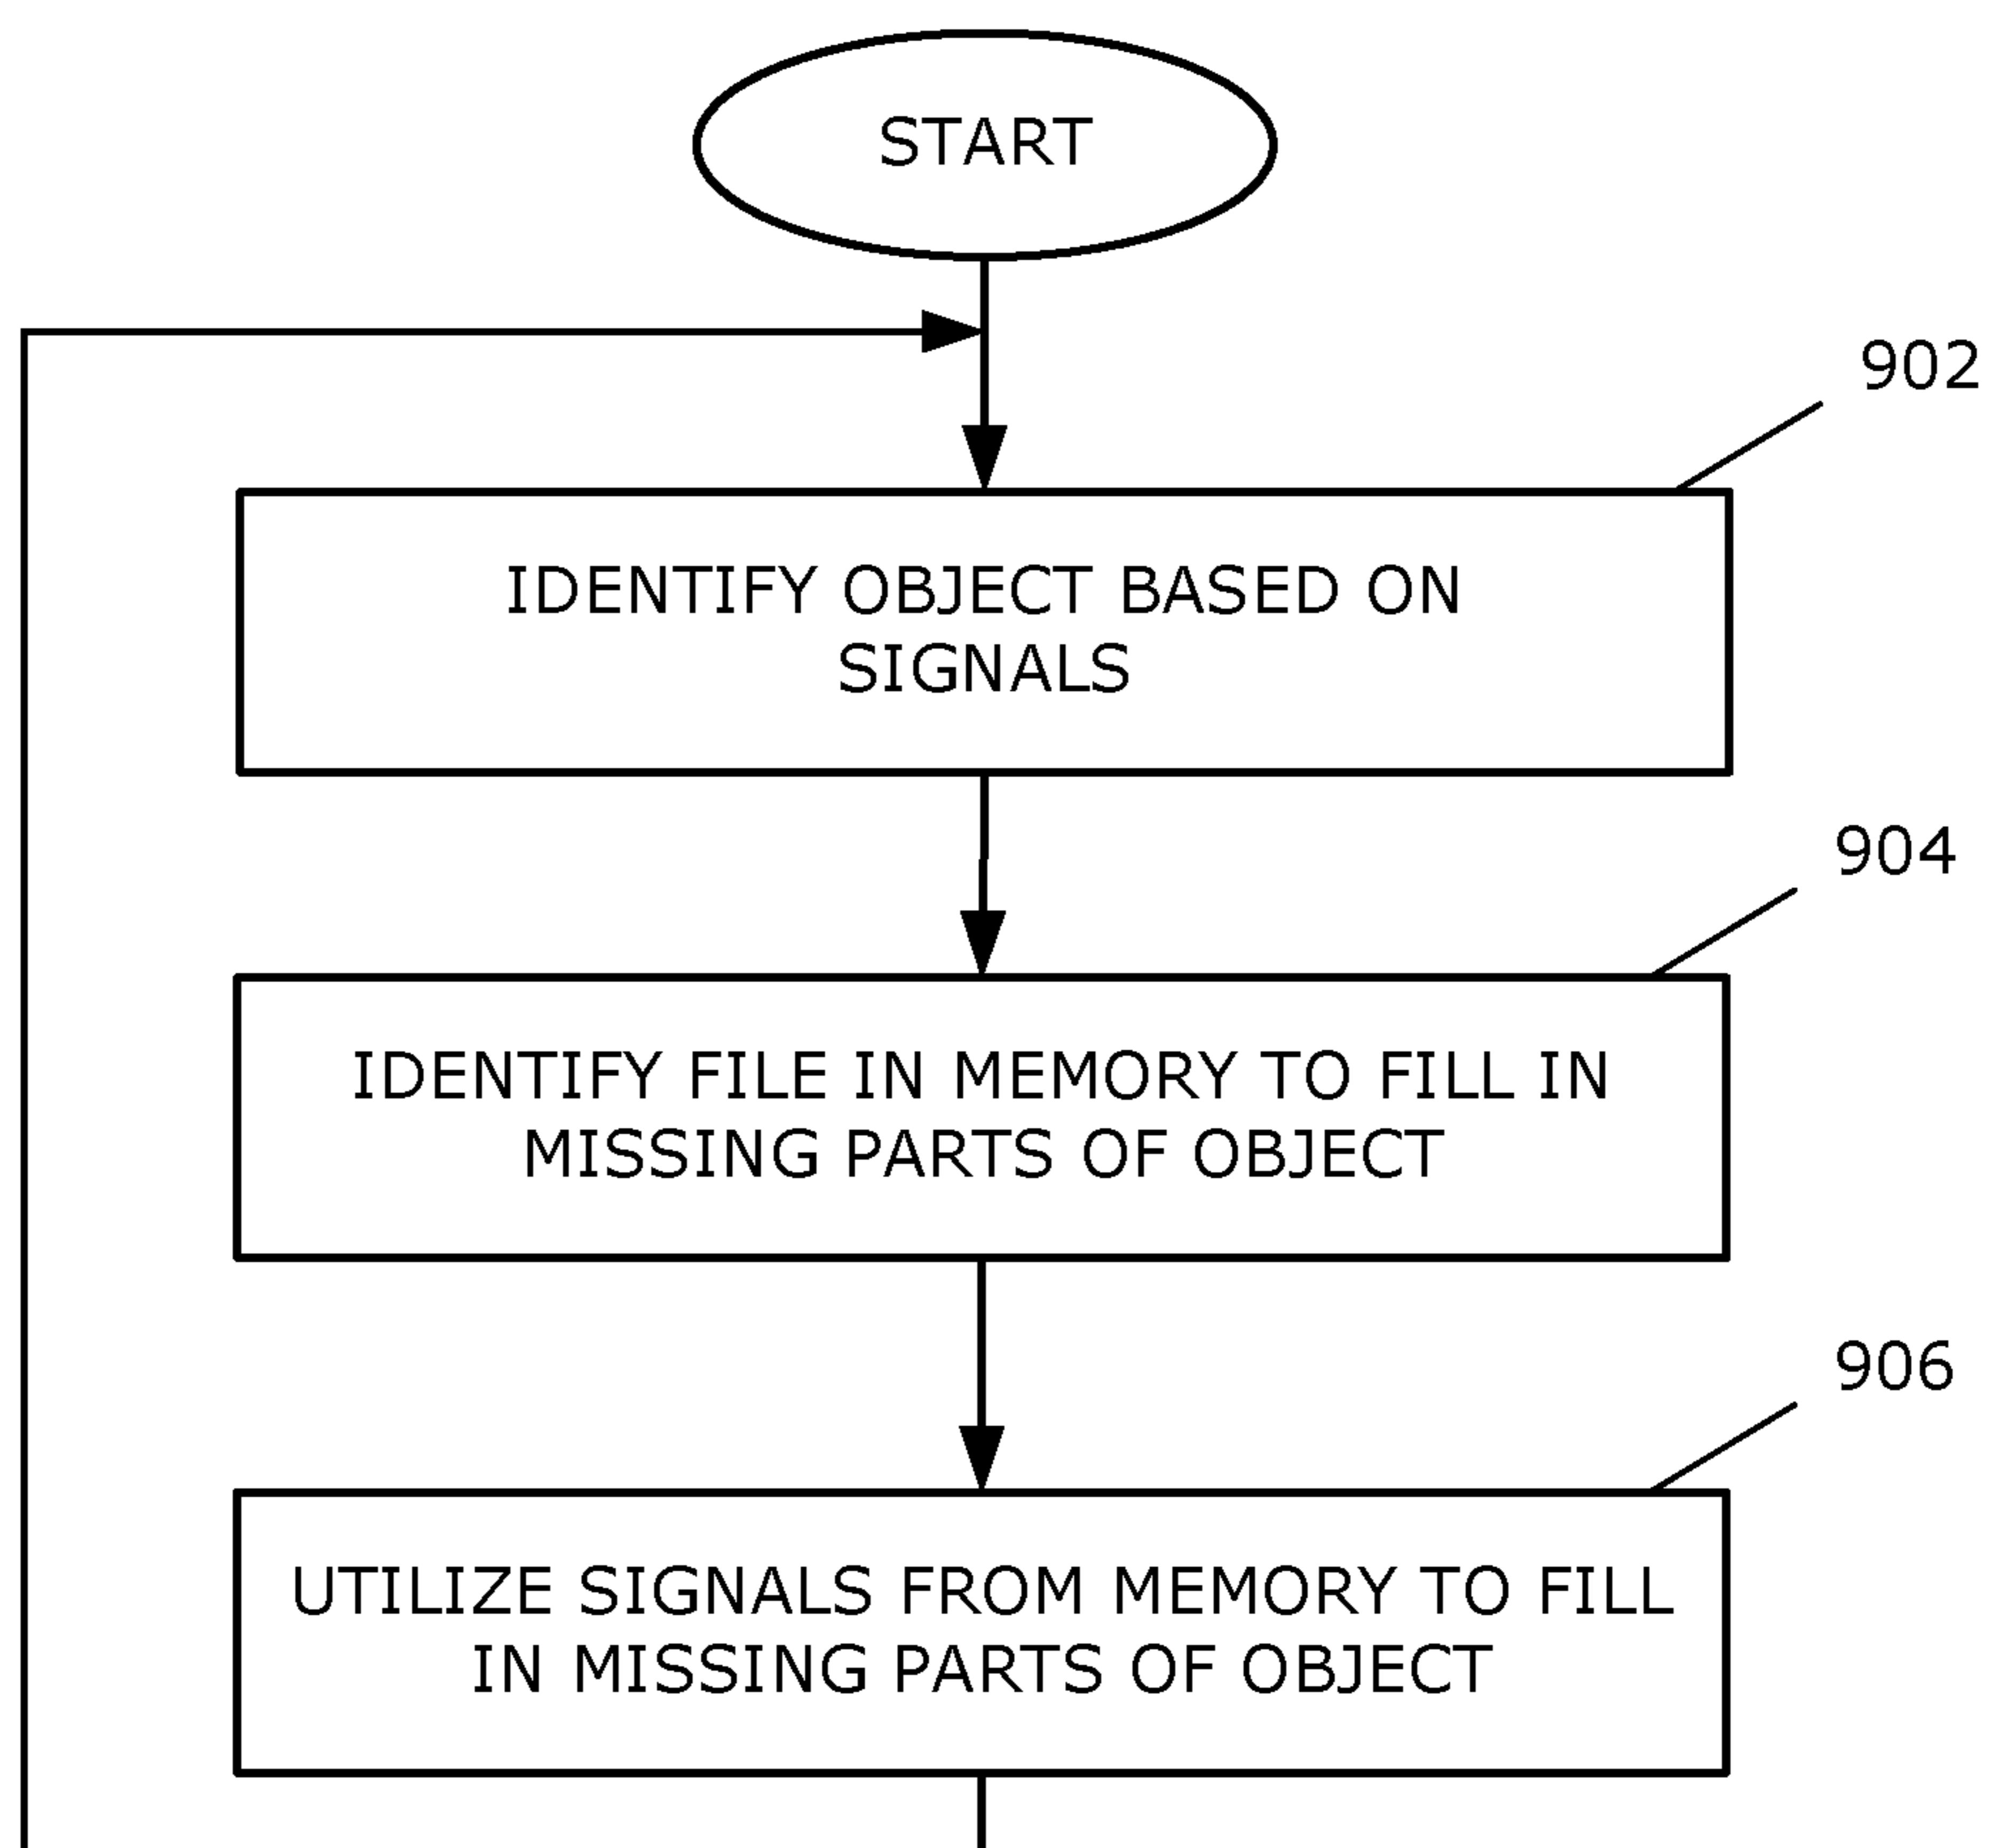 START
902
IDENTIFY OBJECT BASED ON
SIGNALS
904
IDENTIFY FILE IN MEMORY TO FILL IN
MISSING PARTS OF OBJECT
906
UTILIZE SIGNALS FROM MEMORY TO FILL
IN MISSING PARTS OF OBJECT